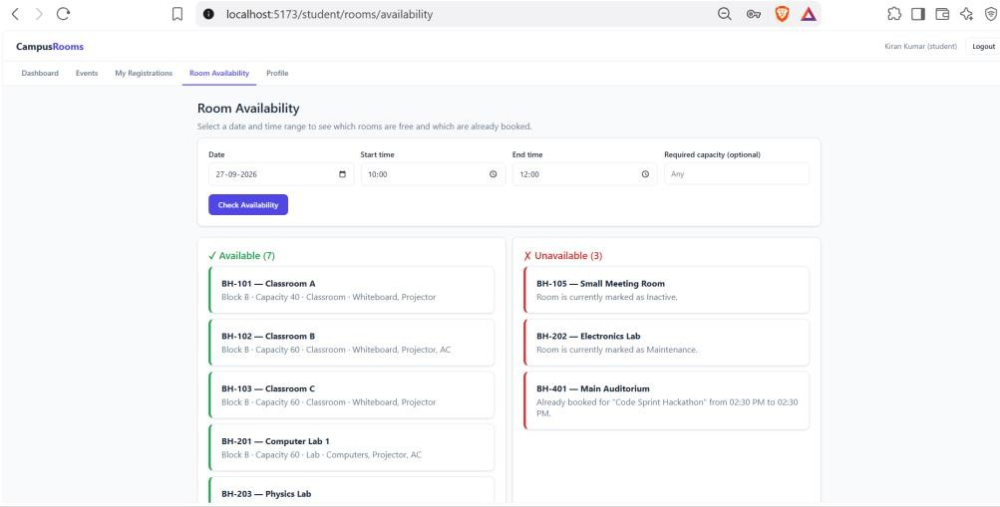 localhost:5173/student/rooms/availability
CampusRooms
Kiran Kumar (student)
Logout
Dashboard
Events
My Registrations
Room Availability
Profile
Room Availability
Select a date and time range to see which rooms are free and which are already booked.
Date
Start time
End time
Required capacity (optional)
27-09-2026
10:00
12:00
Any
Check Availability
✓ Available (7)
BH-101 — Classroom A
Block B · Capacity 40 · Classroom · Whiteboard, Projector
BH-102 — Classroom B
Block B · Capacity 60 · Classroom · Whiteboard, Projector, AC
BH-103 — Classroom C
Block B · Capacity 60 · Classroom · Whiteboard, Projector
BH-201 — Computer Lab 1
Block B · Capacity 60 · Lab · Computers, Projector, AC
BH-203 — Physics Lab
✗ Unavailable (3)
BH-105 — Small Meeting Room
Room is currently marked as Inactive.
BH-202 — Electronics Lab
Room is currently marked as Maintenance.
BH-401 — Main Auditorium
Already booked for "Code Sprint Hackathon" from 02:30 PM to 02:30
PM.